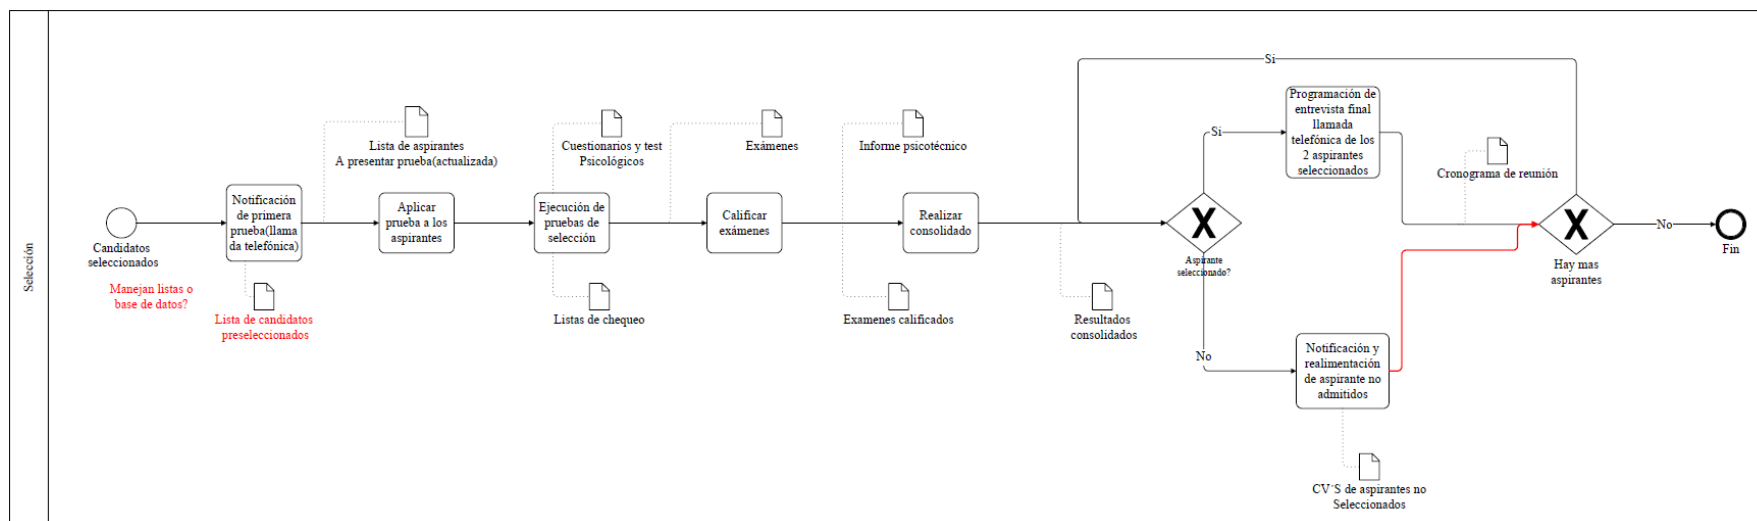 Selección
Candidatos
seleccionados
Manejan listas o
base de datos?
Notificación
de primera
prueba(llama
da telefónica)
Lista de candidatos
preseleccionados
Lista de aspirantes
A presentar prueba(actualizada)
Aplicar
prueba a los
aspirantes
Cuestionarios y test
Psicológicos
Ejecución de
pruebas de
selección
Listas de chequeo
Exámenes
Calificar
exámenes
Informe psicotécnico
Examenes calificados
Realizar
consolidado
Resultados
consolidados
Si
Aspirante
seleccionado?
Si
Programación de
entrevista final
llamada
telefónica de los
2 aspirantes
seleccionados
Cronograma de reunión
No
Notificación y
realimentación
de aspirante no
admitidos
CV´S de aspirantes no
Seleccionados
Hay mas
aspirantes
No
Fin